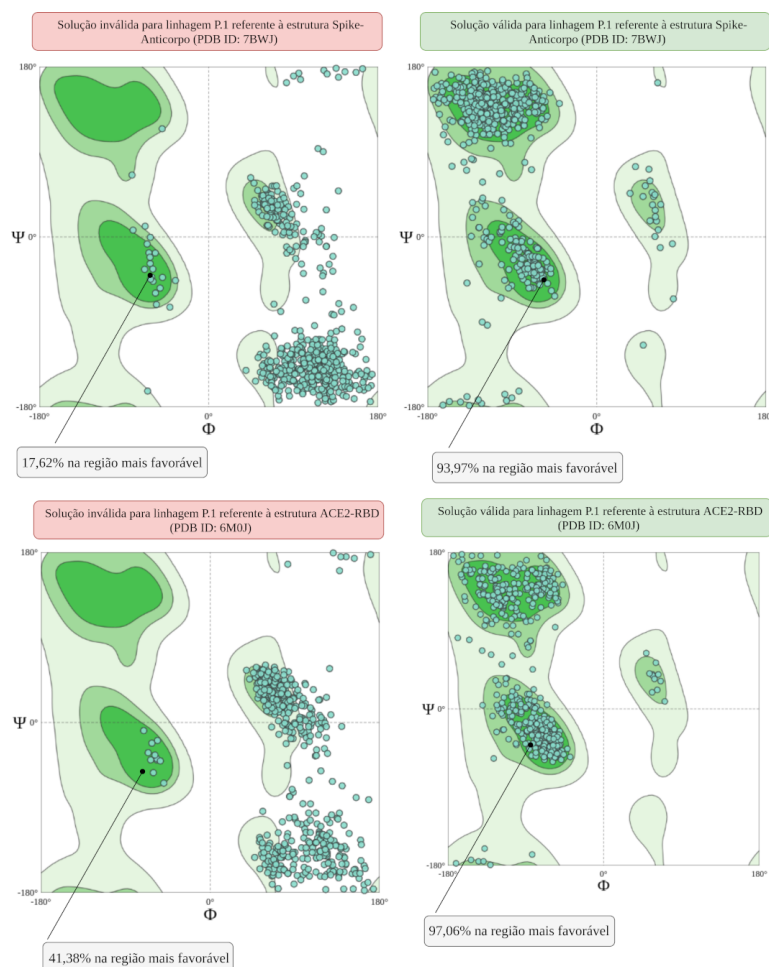 Solução inválida para linhagem P.1 referente à estrutura Spike-
Anticorpo (PDB ID: 7BWJ)
Solução válida para linhagem P.1 referente à estrutura Spike-
Anticorpo (PDB ID: 7BWJ)
180°
Ψ 0°
-180°
-180° 0° 180°
Φ
17,62% na região mais favorável
180°
Ψ 0°
-180°
-180° 0° 180°
Φ
93,97% na região mais favorável
Solução inválida para linhagem P.1 referente à estrutura ACE2-RBD
(PDB ID: 6M0J)
Solução válida para linhagem P.1 referente à estrutura ACE2-RBD
(PDB ID: 6M0J)
180°
Ψ 0°
-180°
-180° 0° 180°
Φ
41,38% na região mais favorável
180°
Ψ 0°
-180°
-180° 0° 180°
Φ
97,06% na região mais favorável